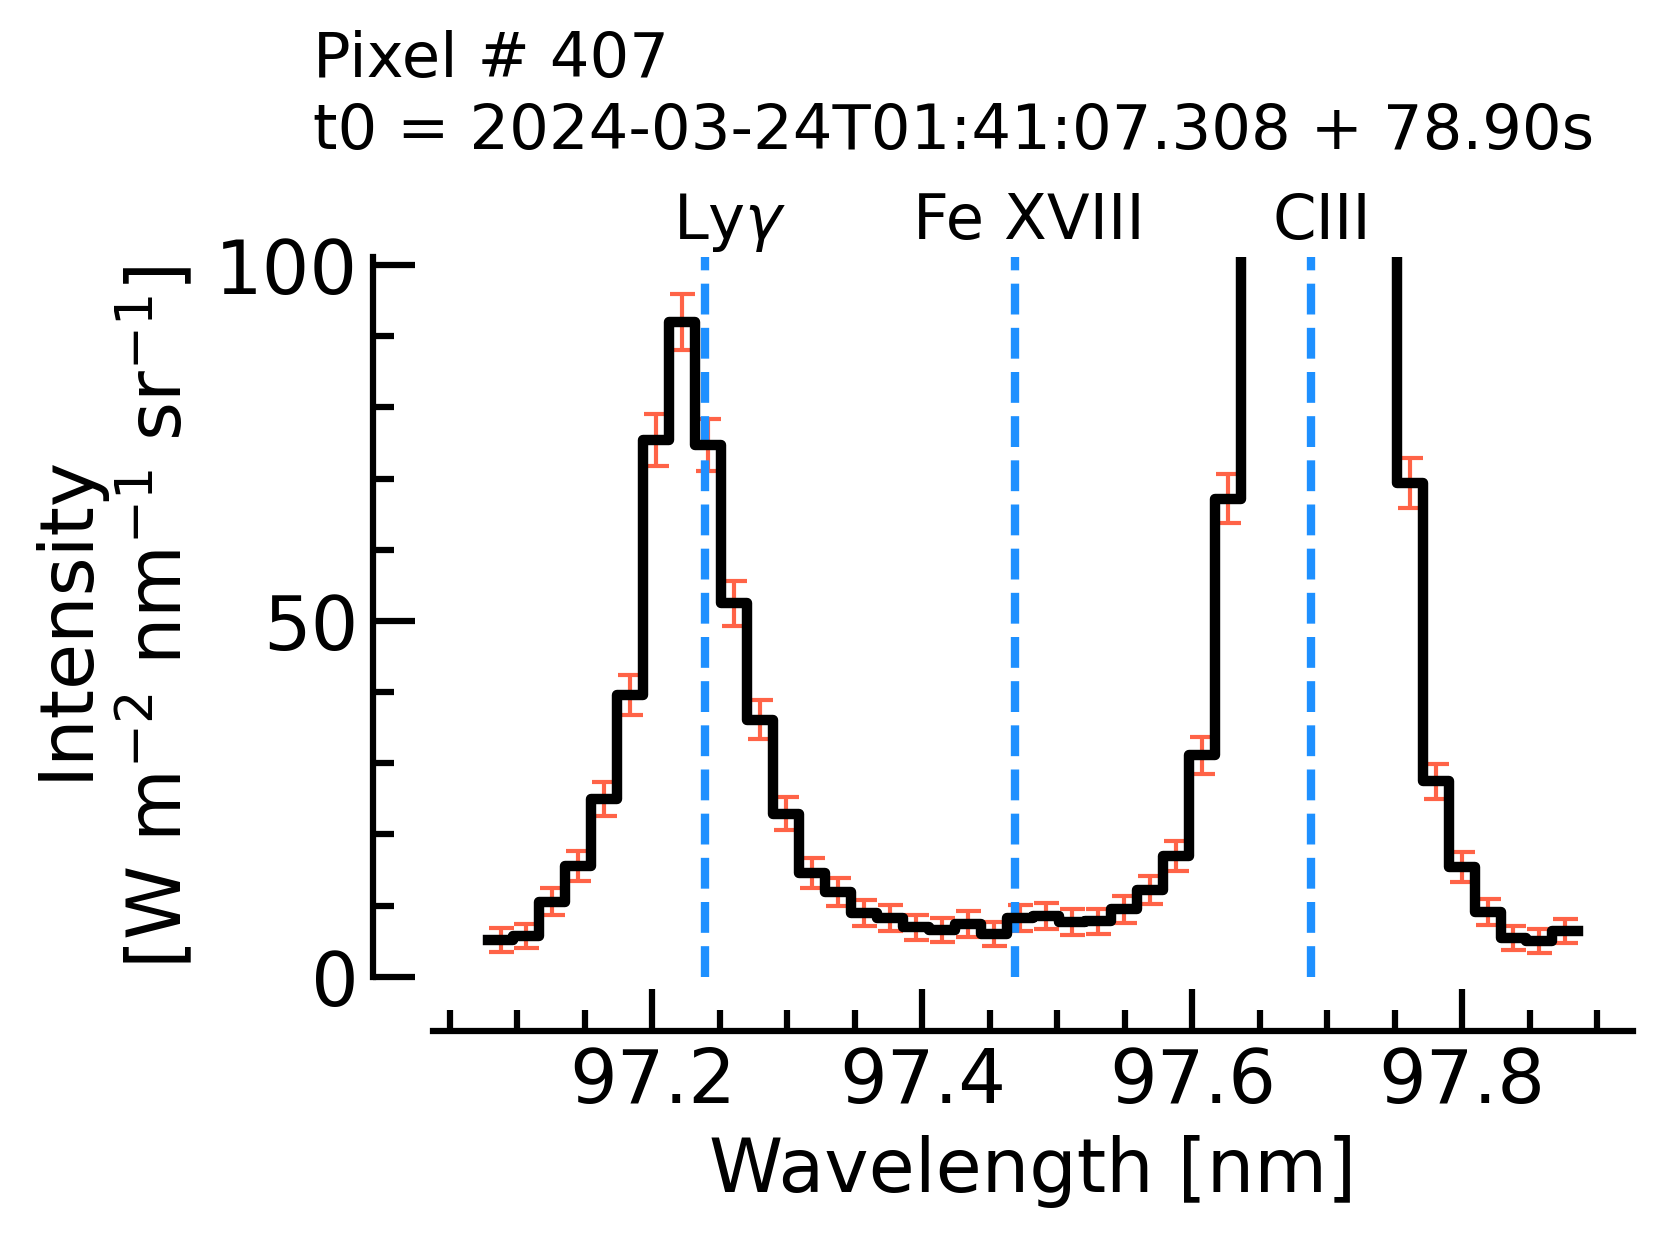 Pixel # 407
t0 = 2024-03-24T01:41:07.308 + 78.90s
Lyγ Fe XVIII CIII
Intensity
[W m⁻² nm⁻¹ sr⁻¹]
100
50
0
97.2 97.4 97.6 97.8
Wavelength [nm]